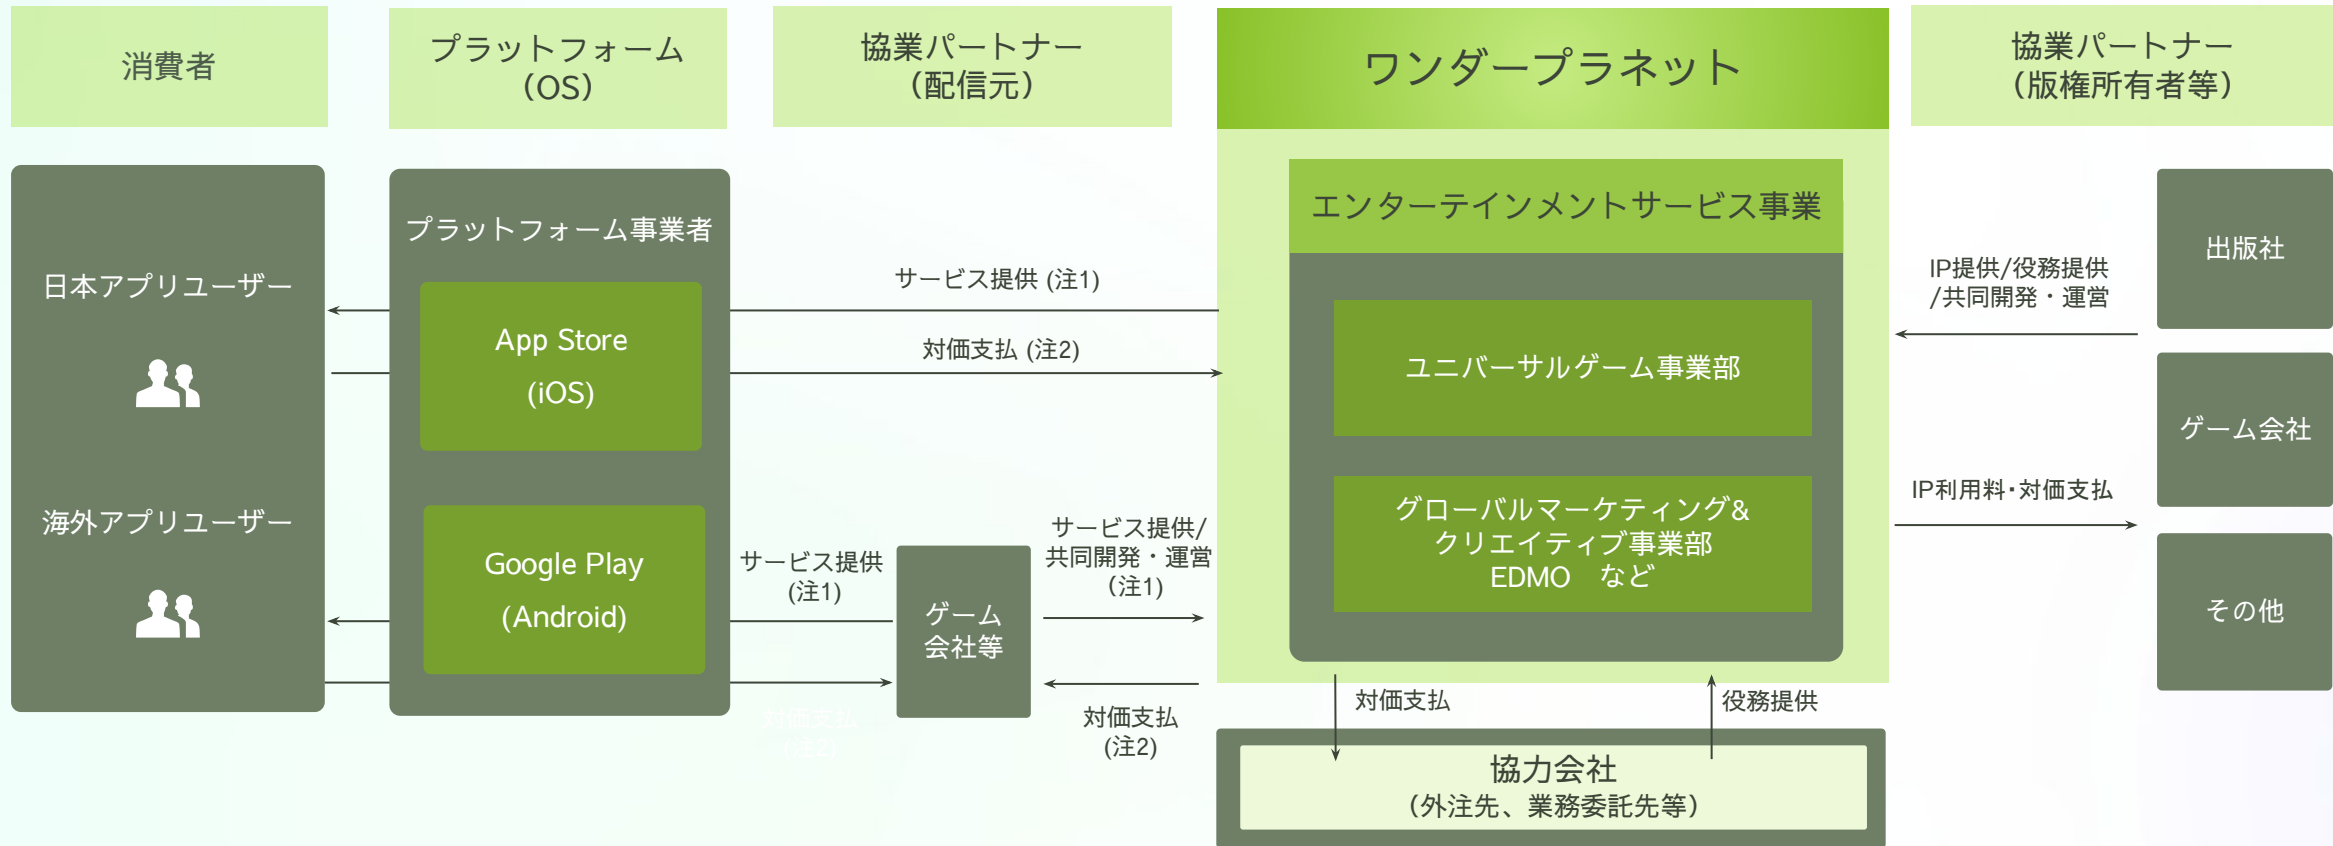 消費者
プラットフォーム
（OS）
協業パートナー
（配信元）
ワンダープラネット
協業パートナー
（版権所有者等）
日本アプリユーザー
海外アプリユーザー
プラットフォーム事業者
App Store
(iOS)
Google Play
(Android)
サービス提供 (注1)
対価支払 (注2)
サービス提供
(注1)
対価支払
(注2)
ゲーム
会社等
サービス提供/
共同開発・運営
(注1)
対価支払
(注2)
エンターテインメントサービス事業
ユニバーサルゲーム事業部
グローバルマーケティング&
クリエイティブ事業部
EDMO　など
対価支払
役務提供
協力会社
（外注先、業務委託先等）
IP提供/役務提供
/共同開発・運営
IP利用料・対価支払
出版社
ゲーム会社
その他